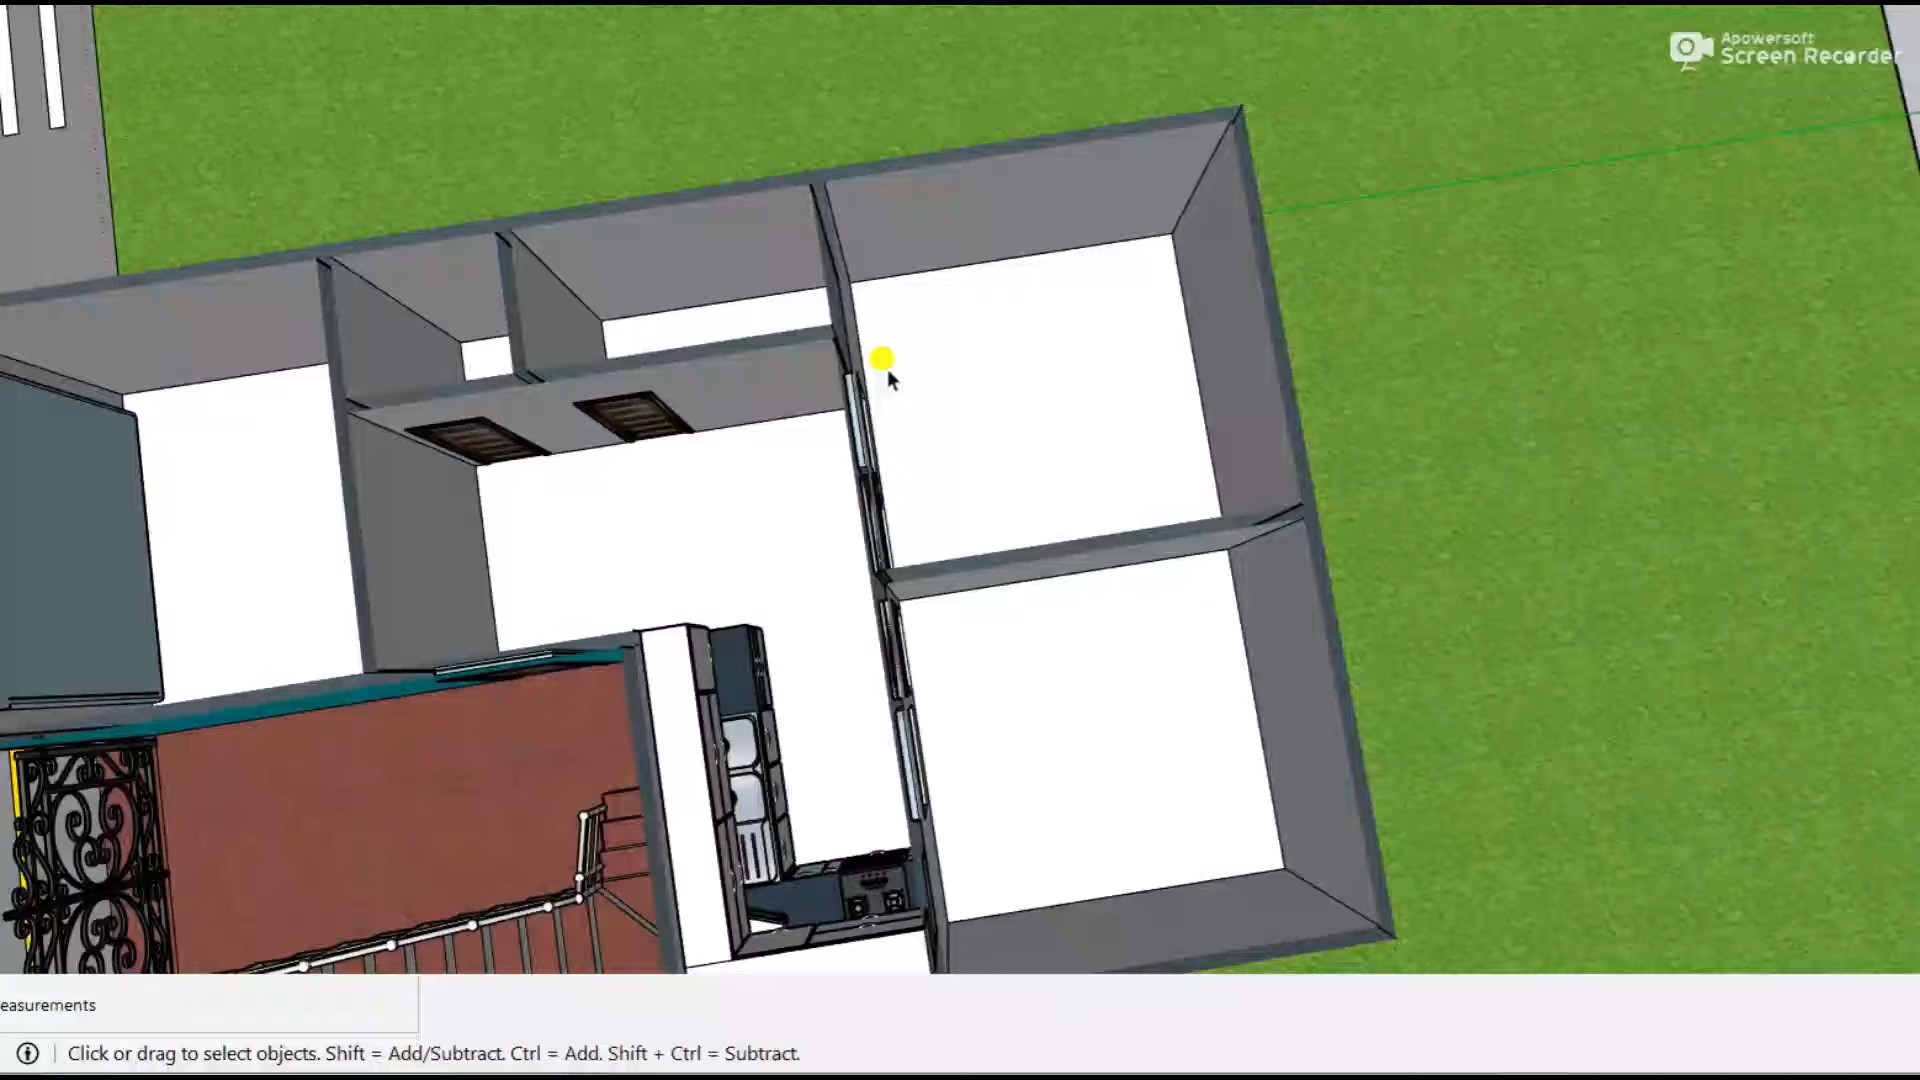 Apowersoft
Screen Recorder
easurements
Click or drag to select objects. Shift = Add/Subtract. Ctrl = Add. Shift + Ctrl = Subtract.